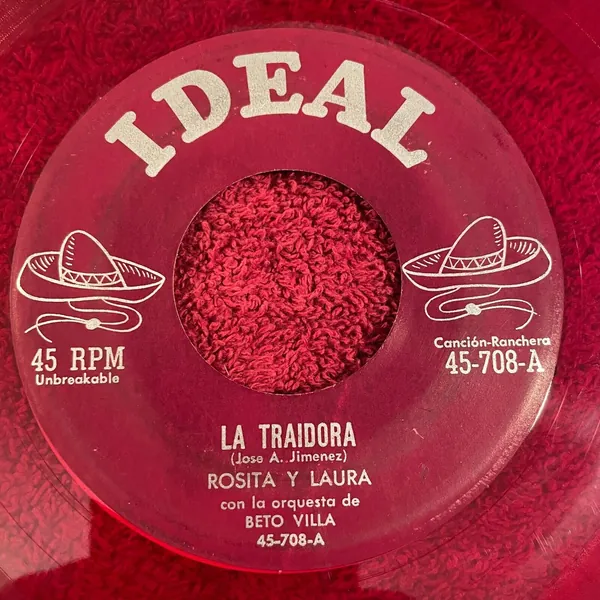 IDEAL
45 RPM
Unbreakable
Canción-Ranchera
45-708-A
LA TRAIDORA
(Jose A. Jimenez)
ROSITA Y LAURA
con la orquesta de
BETO VILLA
45-708-A